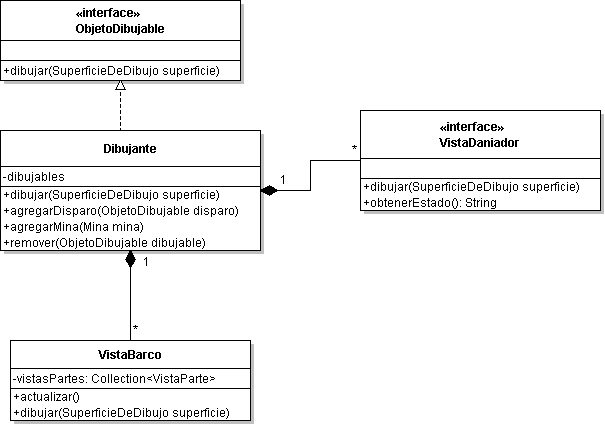 «interface»
ObjetoDibujable
+dibujar(SuperficieDeDibujo superficie)
Dibujante
-dibujables
+dibujar(SuperficieDeDibujo superficie)
+agregarDisparo(ObjetoDibujable disparo)
+agregarMina(Mina mina)
+remover(ObjetoDibujable dibujable)
1
*
«interface»
VistaDaniador
+dibujar(SuperficieDeDibujo superficie)
+obtenerEstado(): String
1
*
VistaBarco
-vistasPartes: Collection<VistaParte>
+actualizar()
+dibujar(SuperficieDeDibujo superficie)